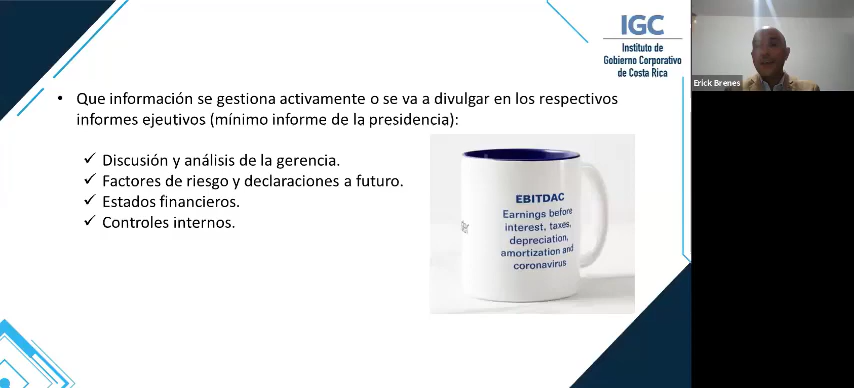 IGC
Instituto de
Gobierno Corporativo
de Costa Rica
Erick Brenes
• Que información se gestiona activamente o se va a divulgar en los respectivos
informes ejeutivos (mínimo informe de la presidencia):
✓ Discusión y análisis de la gerencia.
✓ Factores de riesgo y declaraciones a futuro.
✓ Estados financieros.
✓ Controles internos.
EBITDAC
Earnings before
interest, taxes,
depreciation,
amortization and
coronavirus